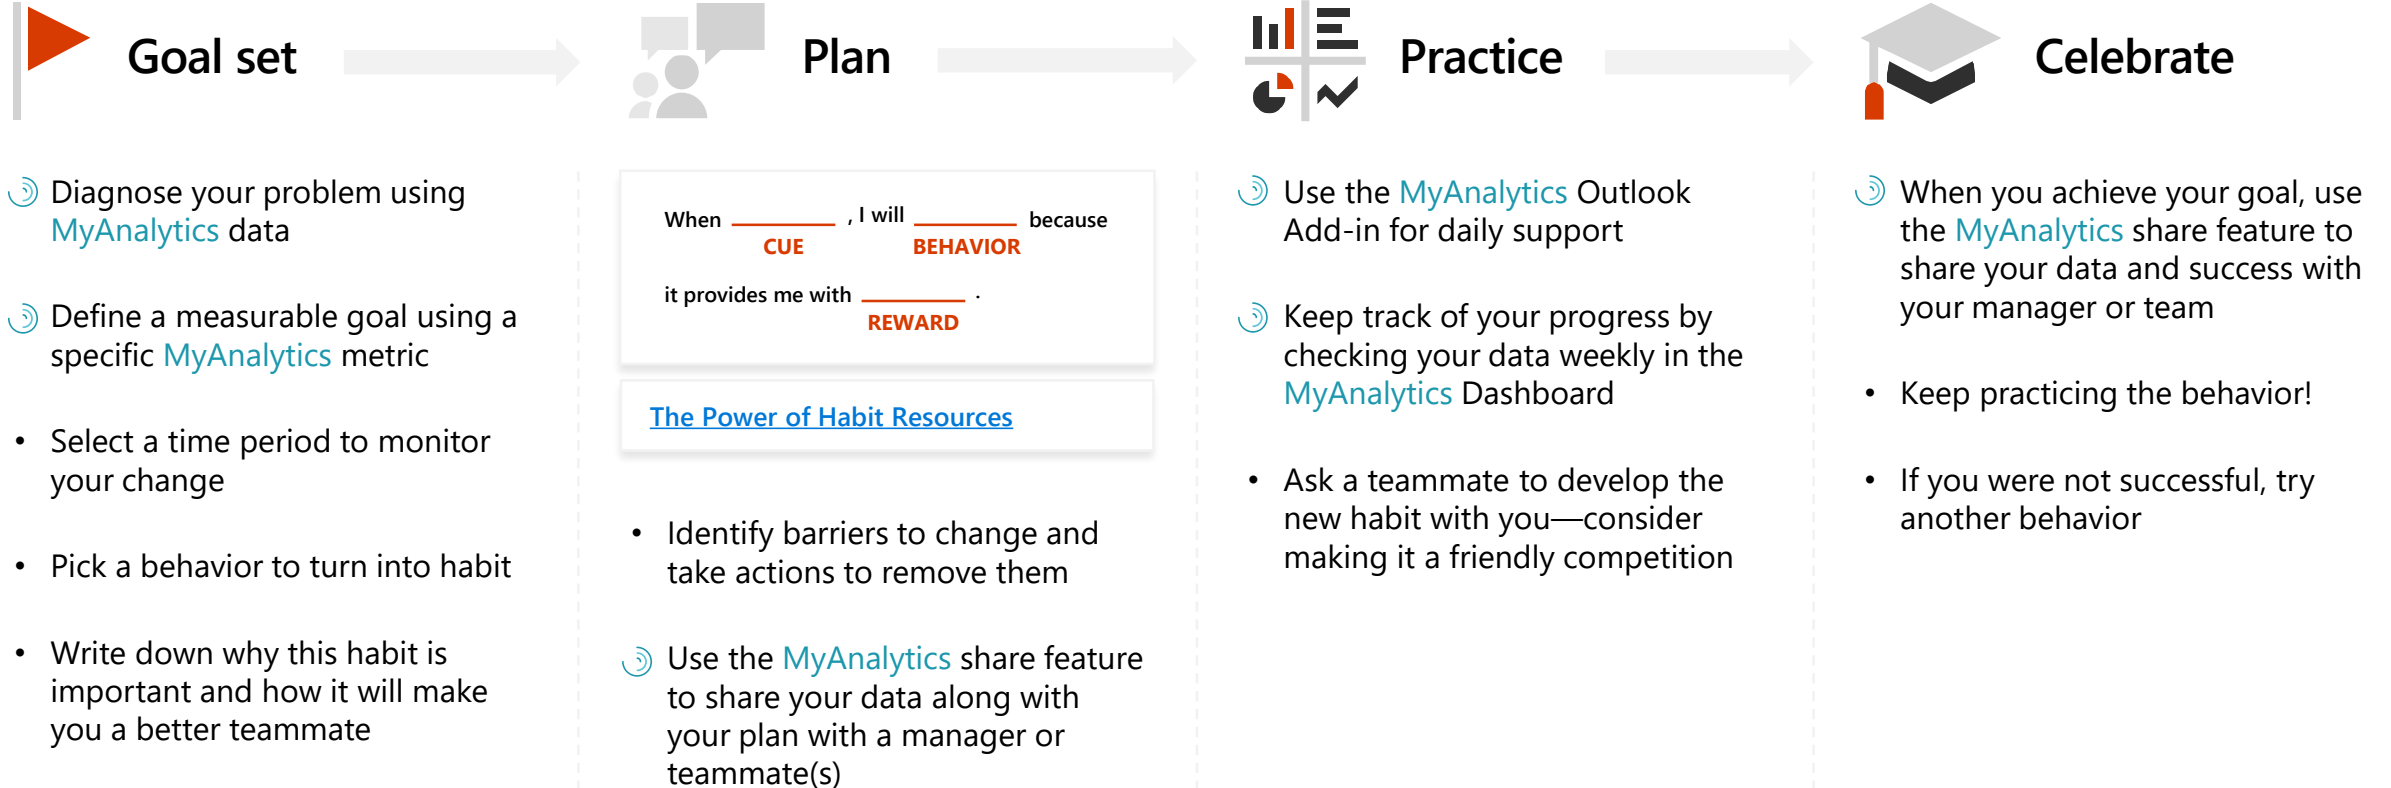 Goal set
Diagnose your problem using
MyAnalytics data
Define a measurable goal using a
specific MyAnalytics metric
• Select a time period to monitor
your change
• Pick a behavior to turn into habit
• Write down why this habit is
important and how it will make
you a better teammate
Plan
When ________ , I will ________ because
CUE BEHAVIOR
it provides me with ________ .
REWARD
The Power of Habit Resources
• Identify barriers to change and
take actions to remove them
Use the MyAnalytics share feature
to share your data along with
your plan with a manager or
teammate(s)
Practice
Use the MyAnalytics Outlook
Add-in for daily support
Keep track of your progress by
checking your data weekly in the
MyAnalytics Dashboard
• Ask a teammate to develop the
new habit with you—consider
making it a friendly competition
Celebrate
When you achieve your goal, use
the MyAnalytics share feature to
share your data and success with
your manager or team
• Keep practicing the behavior!
• If you were not successful, try
another behavior